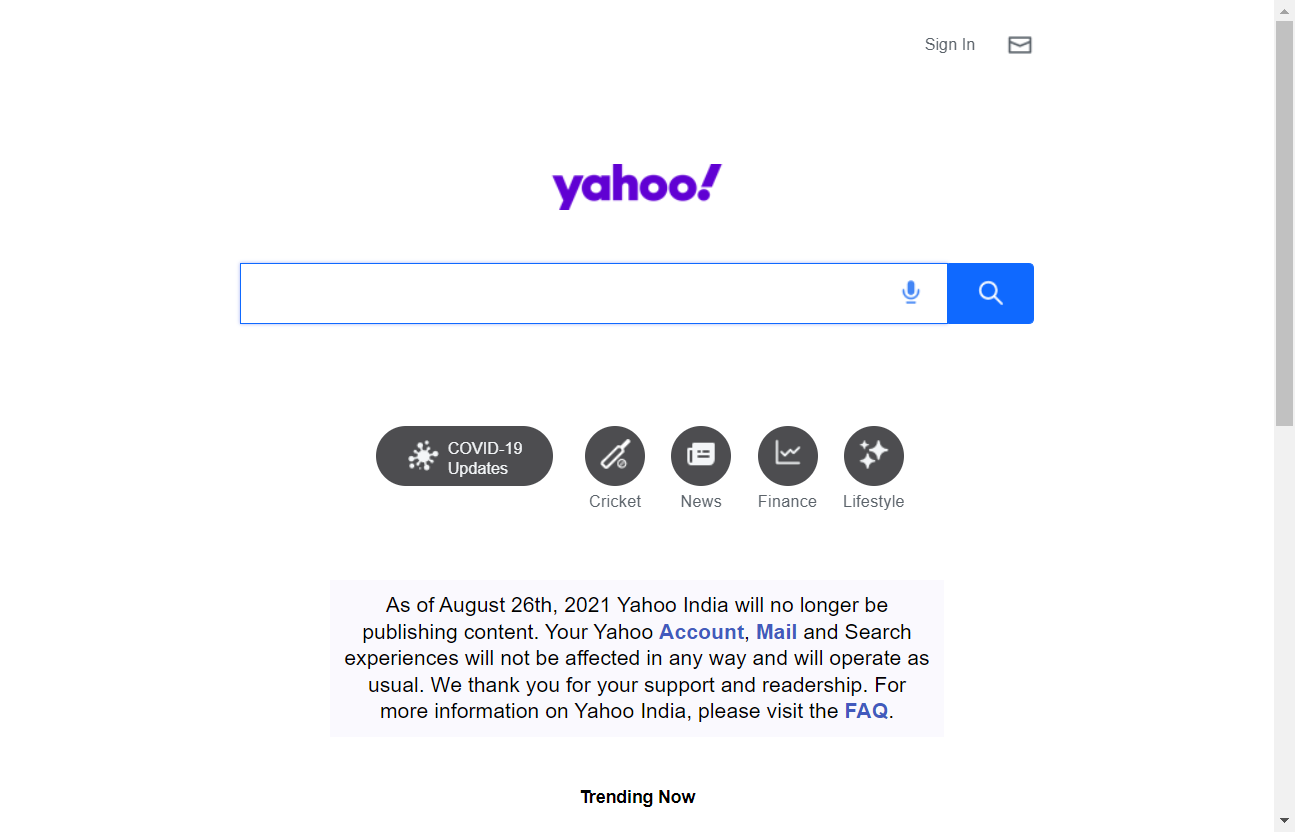 Sign In
yahoo!
COVID-19
Updates
Cricket
News
Finance
Lifestyle
As of August 26th, 2021 Yahoo India will no longer be
publishing content. Your Yahoo Account, Mail and Search
experiences will not be affected in any way and will operate as
usual. We thank you for your support and readership. For
more information on Yahoo India, please visit the FAQ.
Trending Now